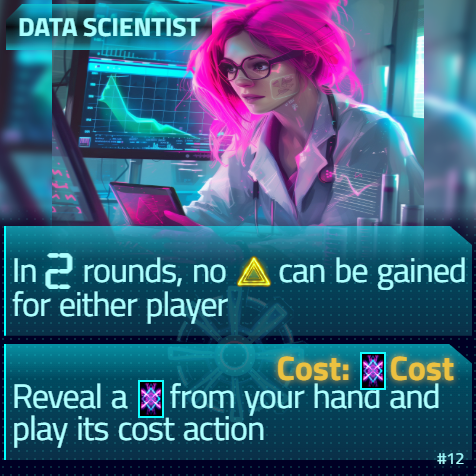 DATA SCIENTIST
In 2 rounds, no can be gained
for either player
Cost: Cost
Reveal a from your hand and
play its cost action
#12